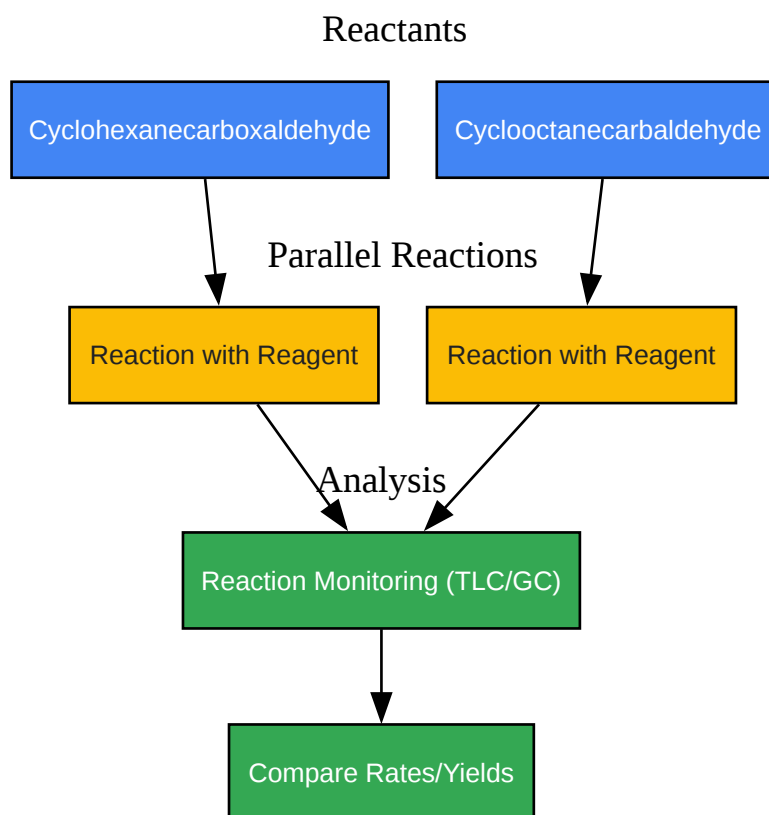 Reactants
Cyclohexanecarboxaldehyde
Cyclooctanecarbaldehyde
Parallel Reactions
Reaction with Reagent
Reaction with Reagent
Analysis
Reaction Monitoring (TLC/GC)
Compare Rates/Yields